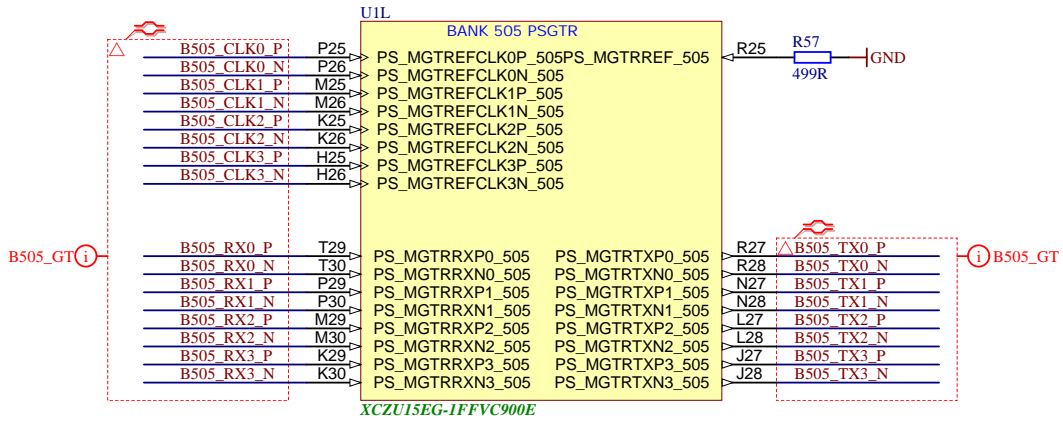 U1L
BANK 505 PSGTR
B505_CLK0_P P25 PS_MGTREFCLK0P_505 PS_MGTRREF_505 R25 R57 GND
499R
B505_CLK0_N P26 PS_MGTREFCLK0N_505
B505_CLK1_P M25 PS_MGTREFCLK1P_505
B505_CLK1_N M26 PS_MGTREFCLK1N_505
B505_CLK2_P K25 PS_MGTREFCLK2P_505
B505_CLK2_N K26 PS_MGTREFCLK2N_505
B505_CLK3_P H25 PS_MGTREFCLK3P_505
B505_CLK3_N H26 PS_MGTREFCLK3N_505
B505_GT i B505_RX0_P T29 PS_MGTRRXP0_505 PS_MGTRTXP0_505 R27 B505_TX0_P i B505_GT
B505_RX0_N T30 PS_MGTRRXN0_505 PS_MGTRTXN0_505 R28 B505_TX0_N
B505_RX1_P P29 PS_MGTRRXP1_505 PS_MGTRTXP1_505 N27 B505_TX1_P
B505_RX1_N P30 PS_MGTRRXN1_505 PS_MGTRTXN1_505 N28 B505_TX1_N
B505_RX2_P M29 PS_MGTRRXP2_505 PS_MGTRTXP2_505 L27 B505_TX2_P
B505_RX2_N M30 PS_MGTRRXN2_505 PS_MGTRTXN2_505 L28 B505_TX2_N
B505_RX3_P K29 PS_MGTRRXP3_505 PS_MGTRTXP3_505 J27 B505_TX3_P
B505_RX3_N K30 PS_MGTRRXN3_505 PS_MGTRTXN3_505 J28 B505_TX3_N
XCZU15EG-1FFVC900E